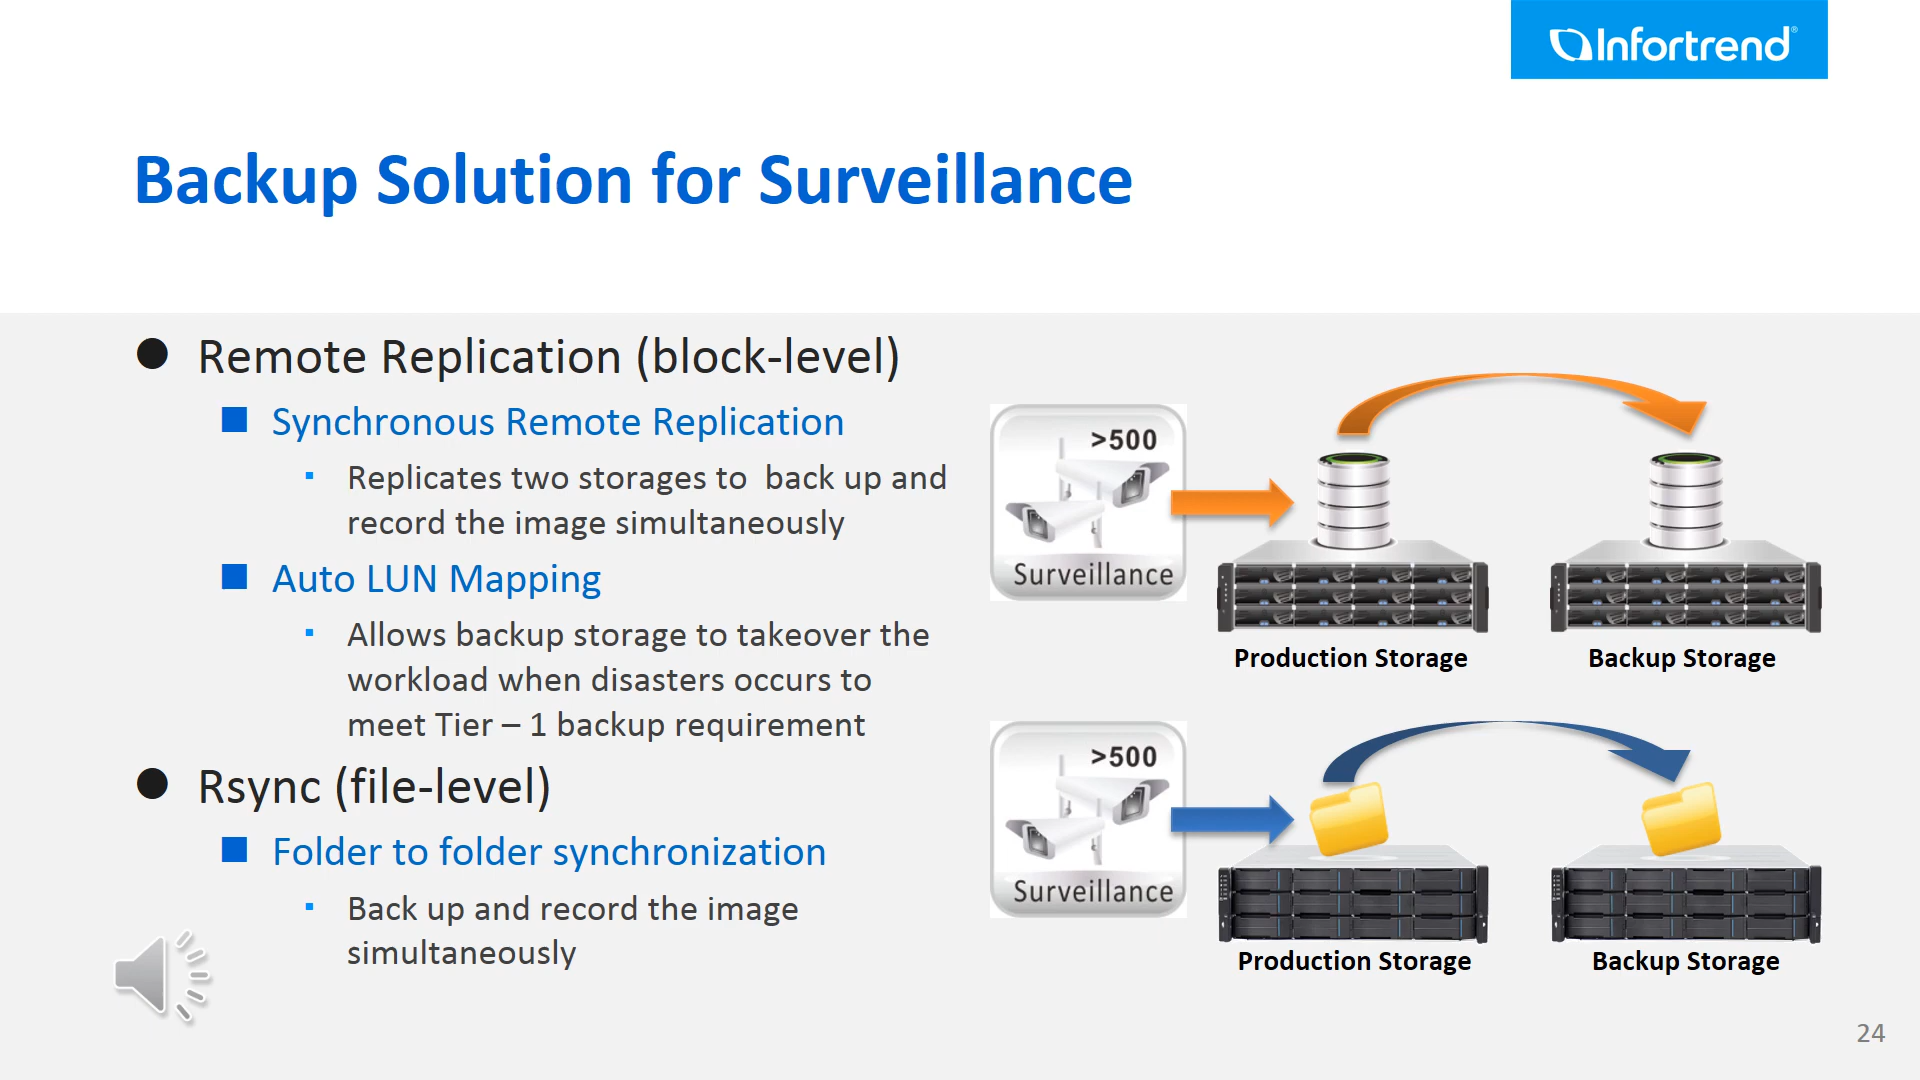 Infortrend®
Backup Solution for Surveillance
Remote Replication (block-level)
Synchronous Remote Replication
Replicates two storages to  back up and
record the image simultaneously
Auto LUN Mapping
Allows backup storage to takeover the
workload when disasters occurs to
meet Tier – 1 backup requirement
Rsync (file-level)
Folder to folder synchronization
Back up and record the image
simultaneously
>500
Surveillance
Production Storage
Backup Storage
>500
Surveillance
Production Storage
Backup Storage
24